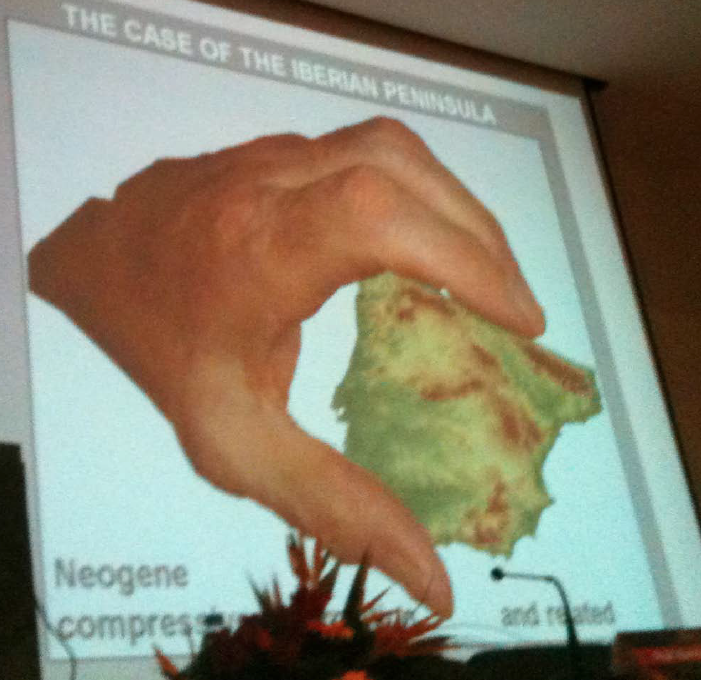 THE CASE OF THE IBERIAN PENINSULA
Neogene
and related